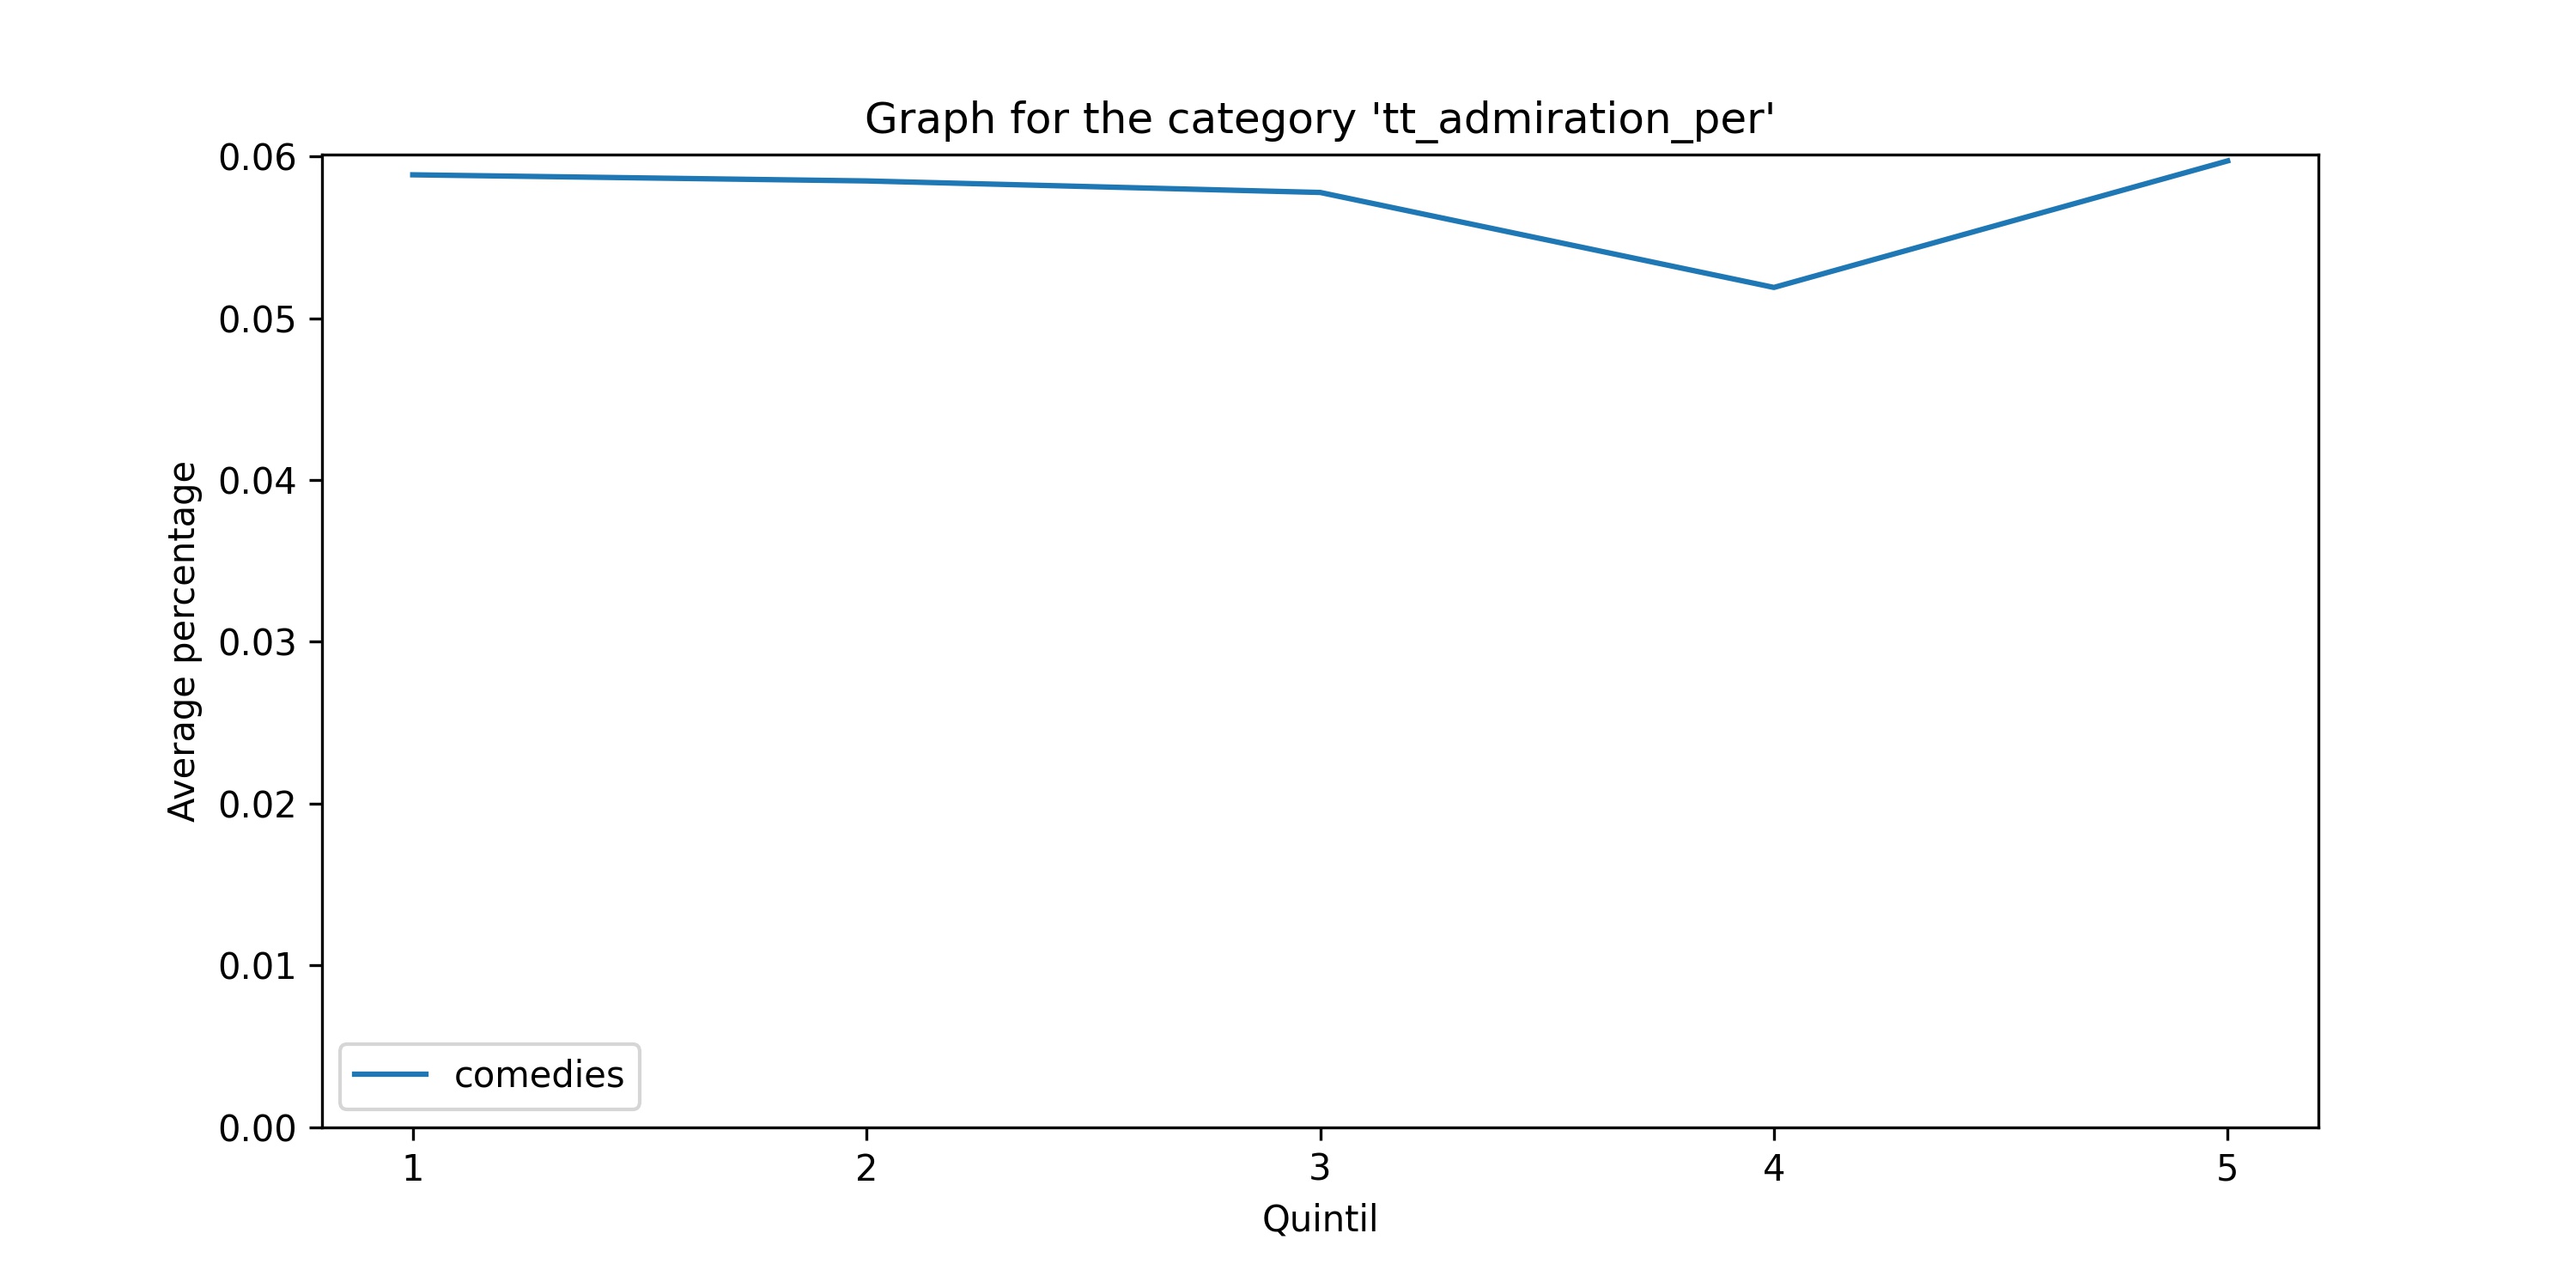 Graph for the category 'tt_admiration_per'
0.06
0.05
0.04
0.03
0.02
0.01
0.00
Average percentage
comedies
1 2 3 4 5
Quintil